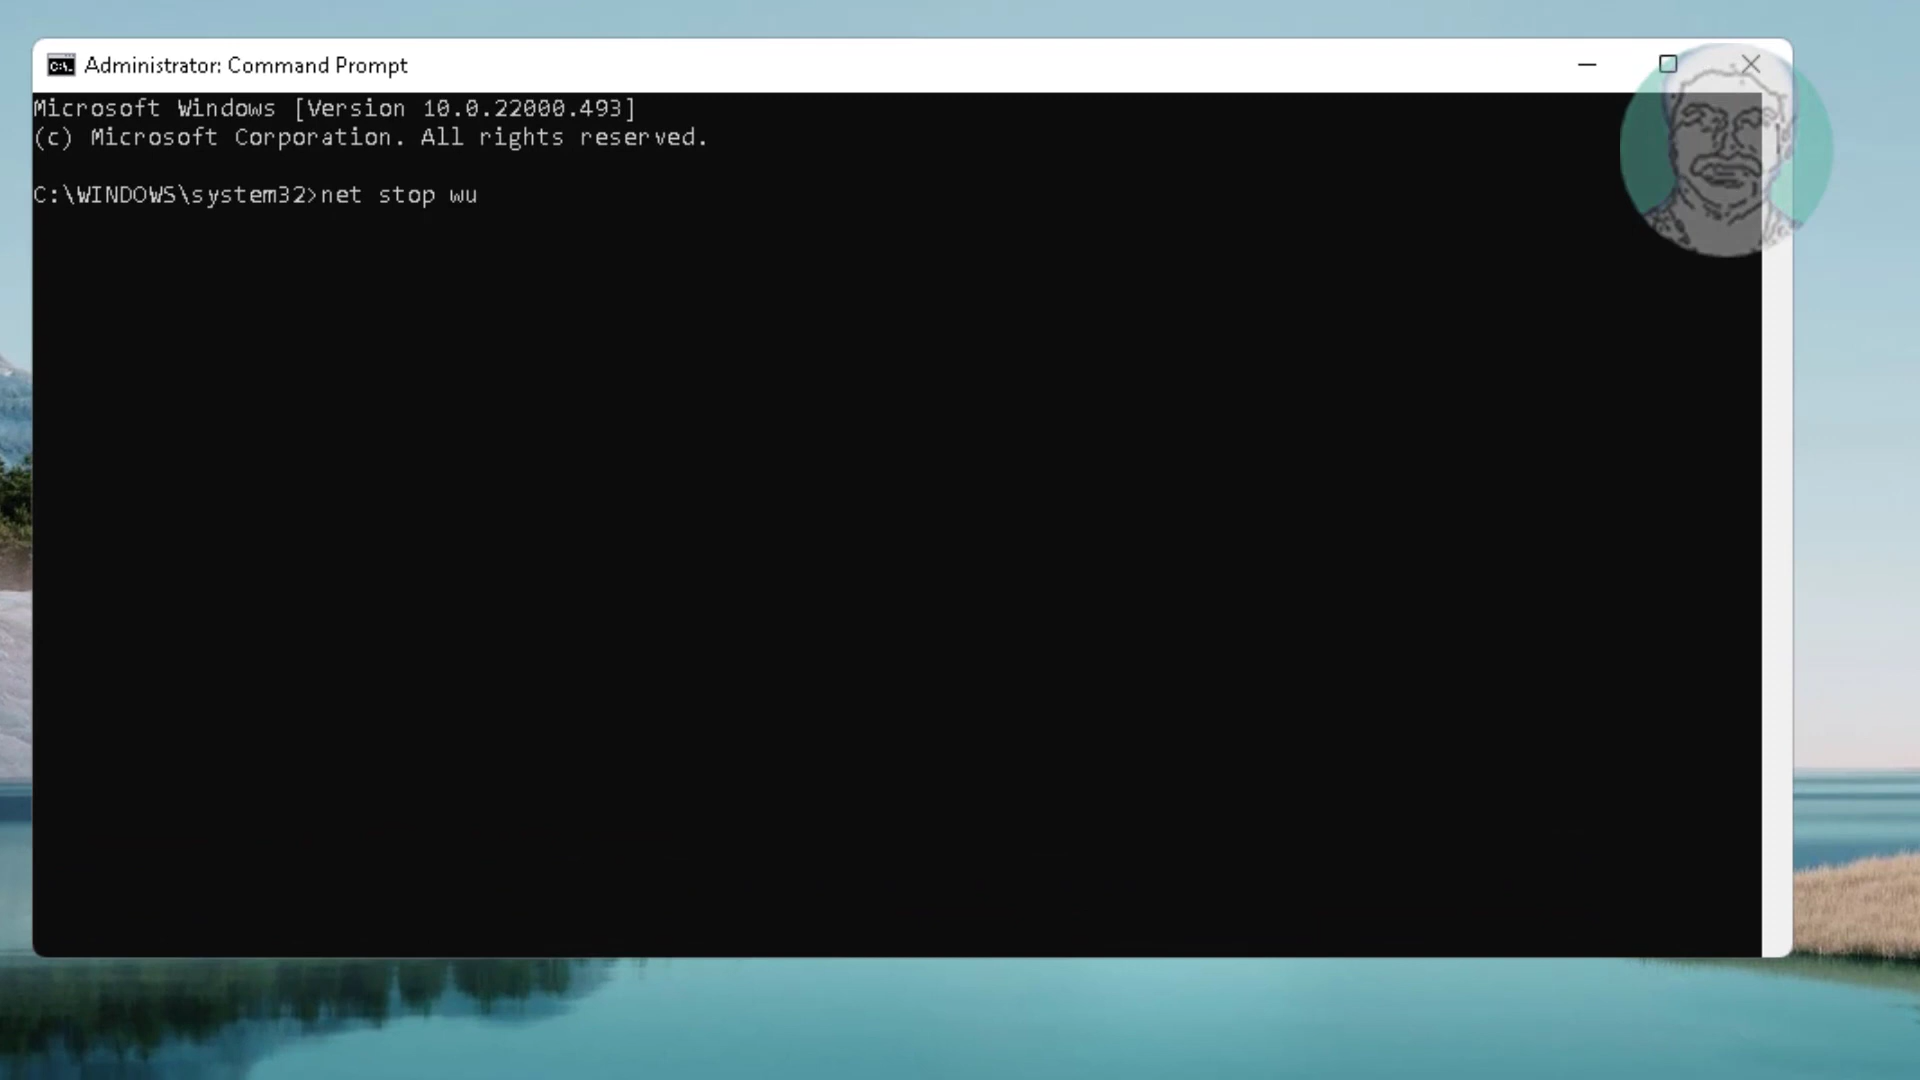 Administrator: Command Prompt
Microsoft Windows [Version 10.0.22000.493]
(c) Microsoft Corporation. All rights reserved.
C:\WINDOWS\system32>net stop wu